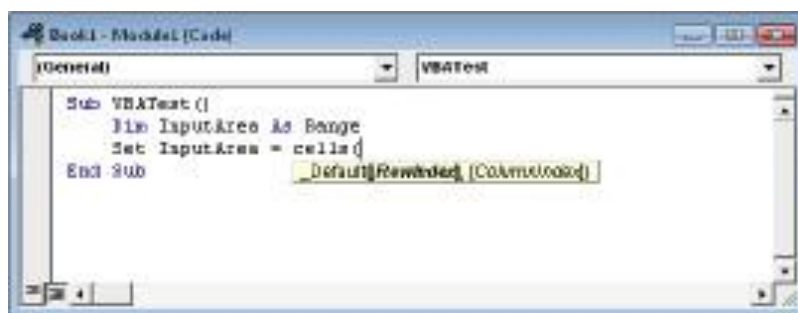 Book1 - Module1 (Code)
(General) VBATest
Sub VBATest()
Dim InputArea As Range
Set InputArea = cells(
_Default([RowIndex], [ColumnIndex])
End Sub